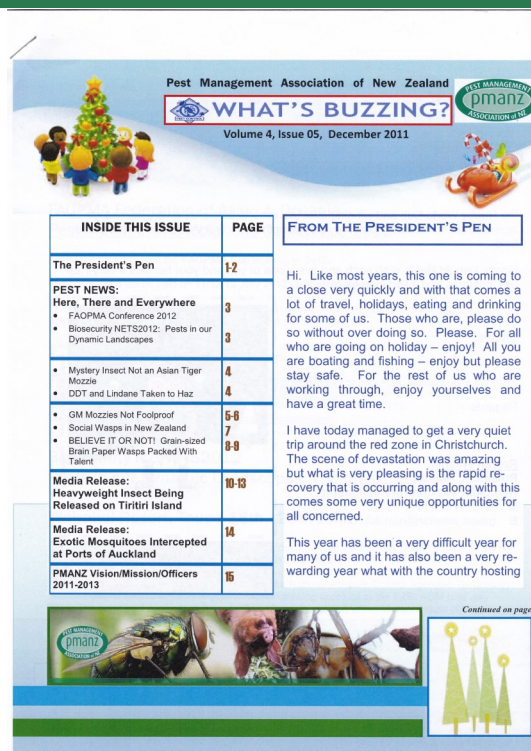 Pest Management Association of New Zealand
WHAT'S BUZZING?
PEST MANAGEMENT
pmanz
ASSOCIATION of NZ
Volume 4, Issue 05, December 2011
INSIDE THIS ISSUE PAGE
The President's Pen 1-2
PEST NEWS:
Here, There and Everywhere
• FAOPMA Conference 2012 3
• Biosecurity NETS2012: Pests in our
Dynamic Landscapes 3
• Mystery Insect Not an Asian Tiger
Mozzie 4
• DDT and Lindane Taken to Haz 4
• GM Mozzies Not Foolproof 5-6
• Social Wasps in New Zealand 7
• BELIEVE IT OR NOT! Grain-sized
Brain Paper Wasps Packed With
Talent 8-9
Media Release:
Heavyweight Insect Being
Released on Tiritiri Island 10-13
Media Release:
Exotic Mosquitoes Intercepted
at Ports of Auckland 14
PMANZ Vision/Mission/Officers
2011-2013 15
FROM THE PRESIDENT'S PEN
Hi. Like most years, this one is coming to
a close very quickly and with that comes a
lot of travel, holidays, eating and drinking
for some of us. Those who are, please do
so without over doing so. Please. For all
who are going on holiday – enjoy! All you
are boating and fishing – enjoy but please
stay safe. For the rest of us who are
working through, enjoy yourselves and
have a great time.
I have today managed to get a very quiet
trip around the red zone in Christchurch.
The scene of devastation was amazing
but what is very pleasing is the rapid re-
covery that is occurring and along with this
comes some very unique opportunities for
all concerned.
This year has been a very difficult year for
many of us and it has also been a very re-
warding year what with the country hosting
Continued on page
PEST MANAGEMENT
pmanz
ASSOCIATION of NZ